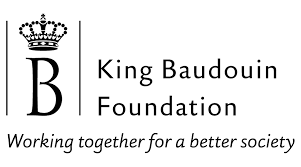 B
King Baudouin
Foundation
Working together for a better society